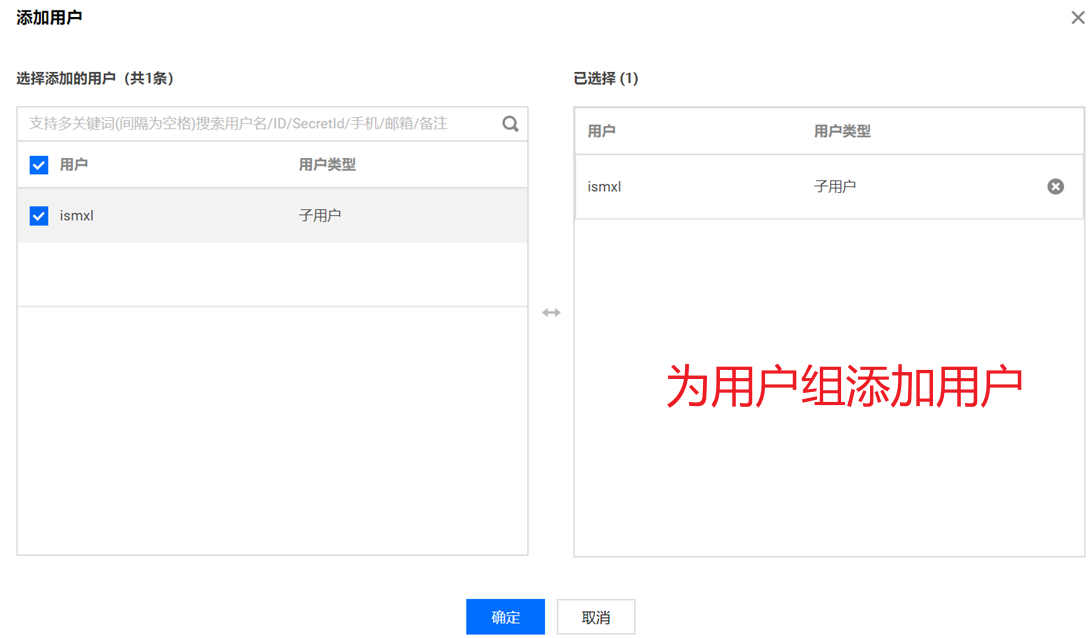 添加用户
选择添加的用户（共1条）
支持多关键词(间隔为空格)搜索用户名/ID/SecretId/手机/邮箱/备注
用户 用户类型
ismxl 子用户
已选择 (1)
用户 用户类型
ismxl 子用户
为用户组添加用户
确定 取消